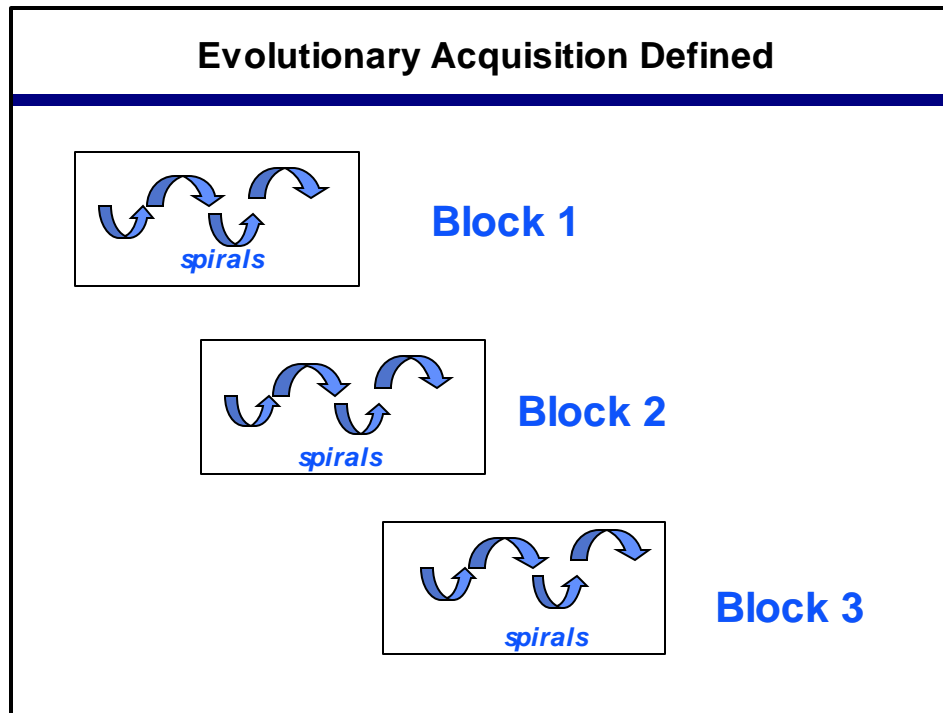 Evolutionary Acquisition Defined
spirals
Block 1
spirals
Block 2
spirals
Block 3